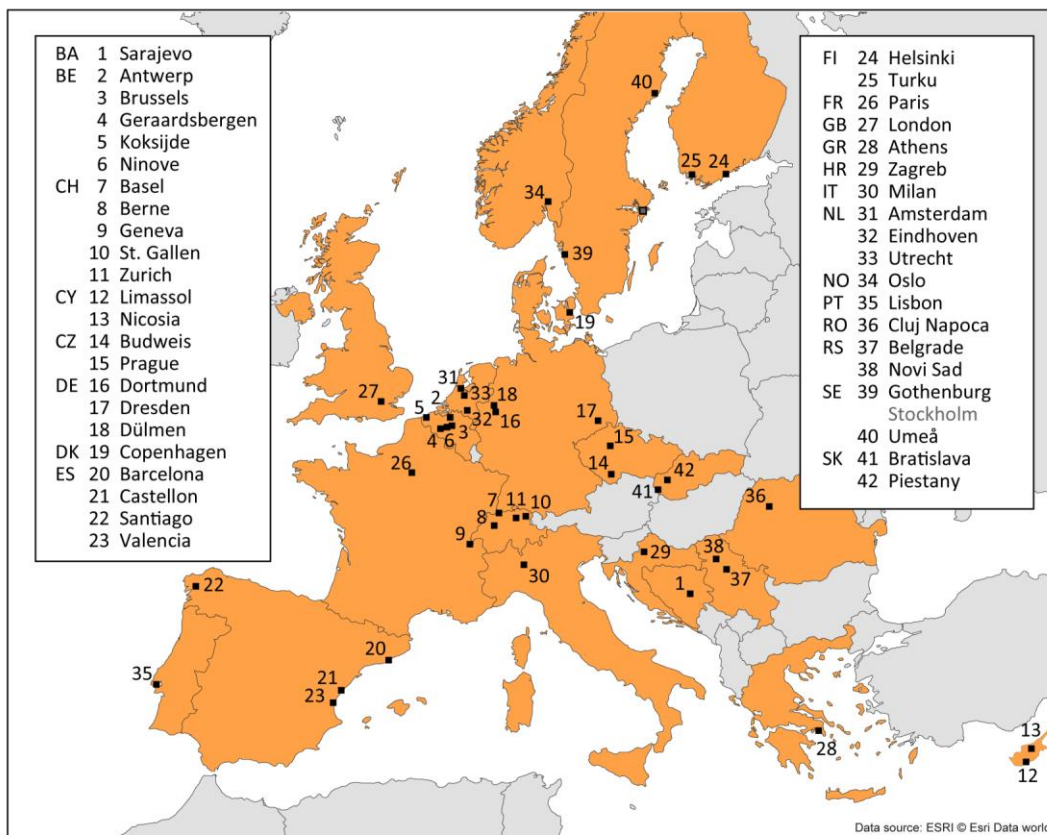 BA 1 Sarajevo
BE 2 Antwerp
3 Brussels
4 Geraardsbergen
5 Koksijde
6 Ninove
CH 7 Basel
8 Berne
9 Geneva
10 St. Gallen
11 Zurich
CY 12 Limassol
13 Nicosia
CZ 14 Budweis
15 Prague
DE 16 Dortmund
17 Dresden
18 Dülmen
DK 19 Copenhagen
ES 20 Barcelona
21 Castellon
22 Santiago
23 Valencia
FI 24 Helsinki
25 Turku
FR 26 Paris
GB 27 London
GR 28 Athens
HR 29 Zagreb
IT 30 Milan
NL 31 Amsterdam
32 Eindhoven
33 Utrecht
NO 34 Oslo
PT 35 Lisbon
RO 36 Cluj Napoca
RS 37 Belgrade
38 Novi Sad
SE 39 Gothenburg
Stockholm
40 Umeå
SK 41 Bratislava
42 Piestany
40
25 24
34
39
19
31
27
2 33 18
5 32 16
17
4 6 3
15
26
14 42
41
7 11 10
36
8
9
29 38
30
37
1
22
20
35
21
23
28
13
12
Data source: ESRI © Esri Data world